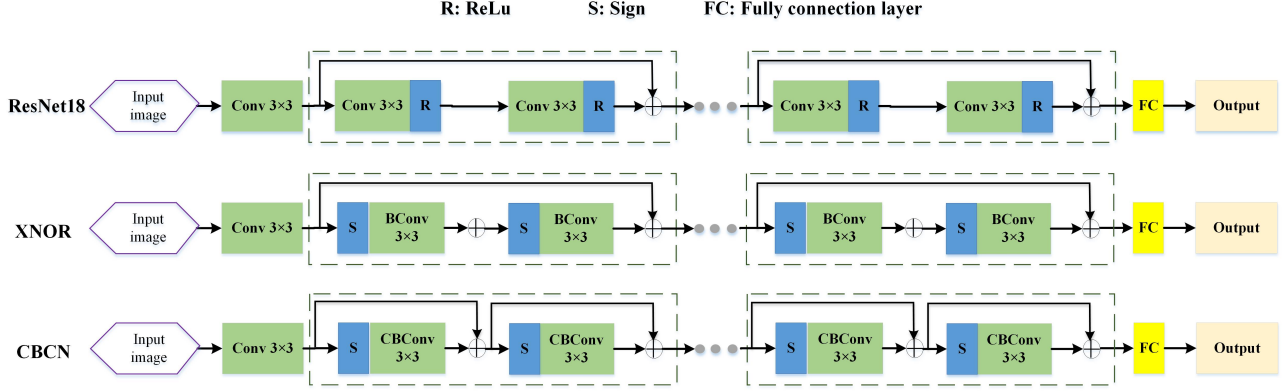 R: ReLu S: Sign FC: Fully connection layer
ResNet18
Input
image
Conv 3×3
Conv 3×3 R
Conv 3×3 R
Conv 3×3 R
Conv 3×3 R
FC
Output
XNOR
Input
image
Conv 3×3
S
BConv
3×3
S
BConv
3×3
S
BConv
3×3
S
BConv
3×3
FC
Output
CBCN
Input
image
Conv 3×3
S
CBConv
3×3
S
CBConv
3×3
S
CBConv
3×3
S
CBConv
3×3
FC
Output